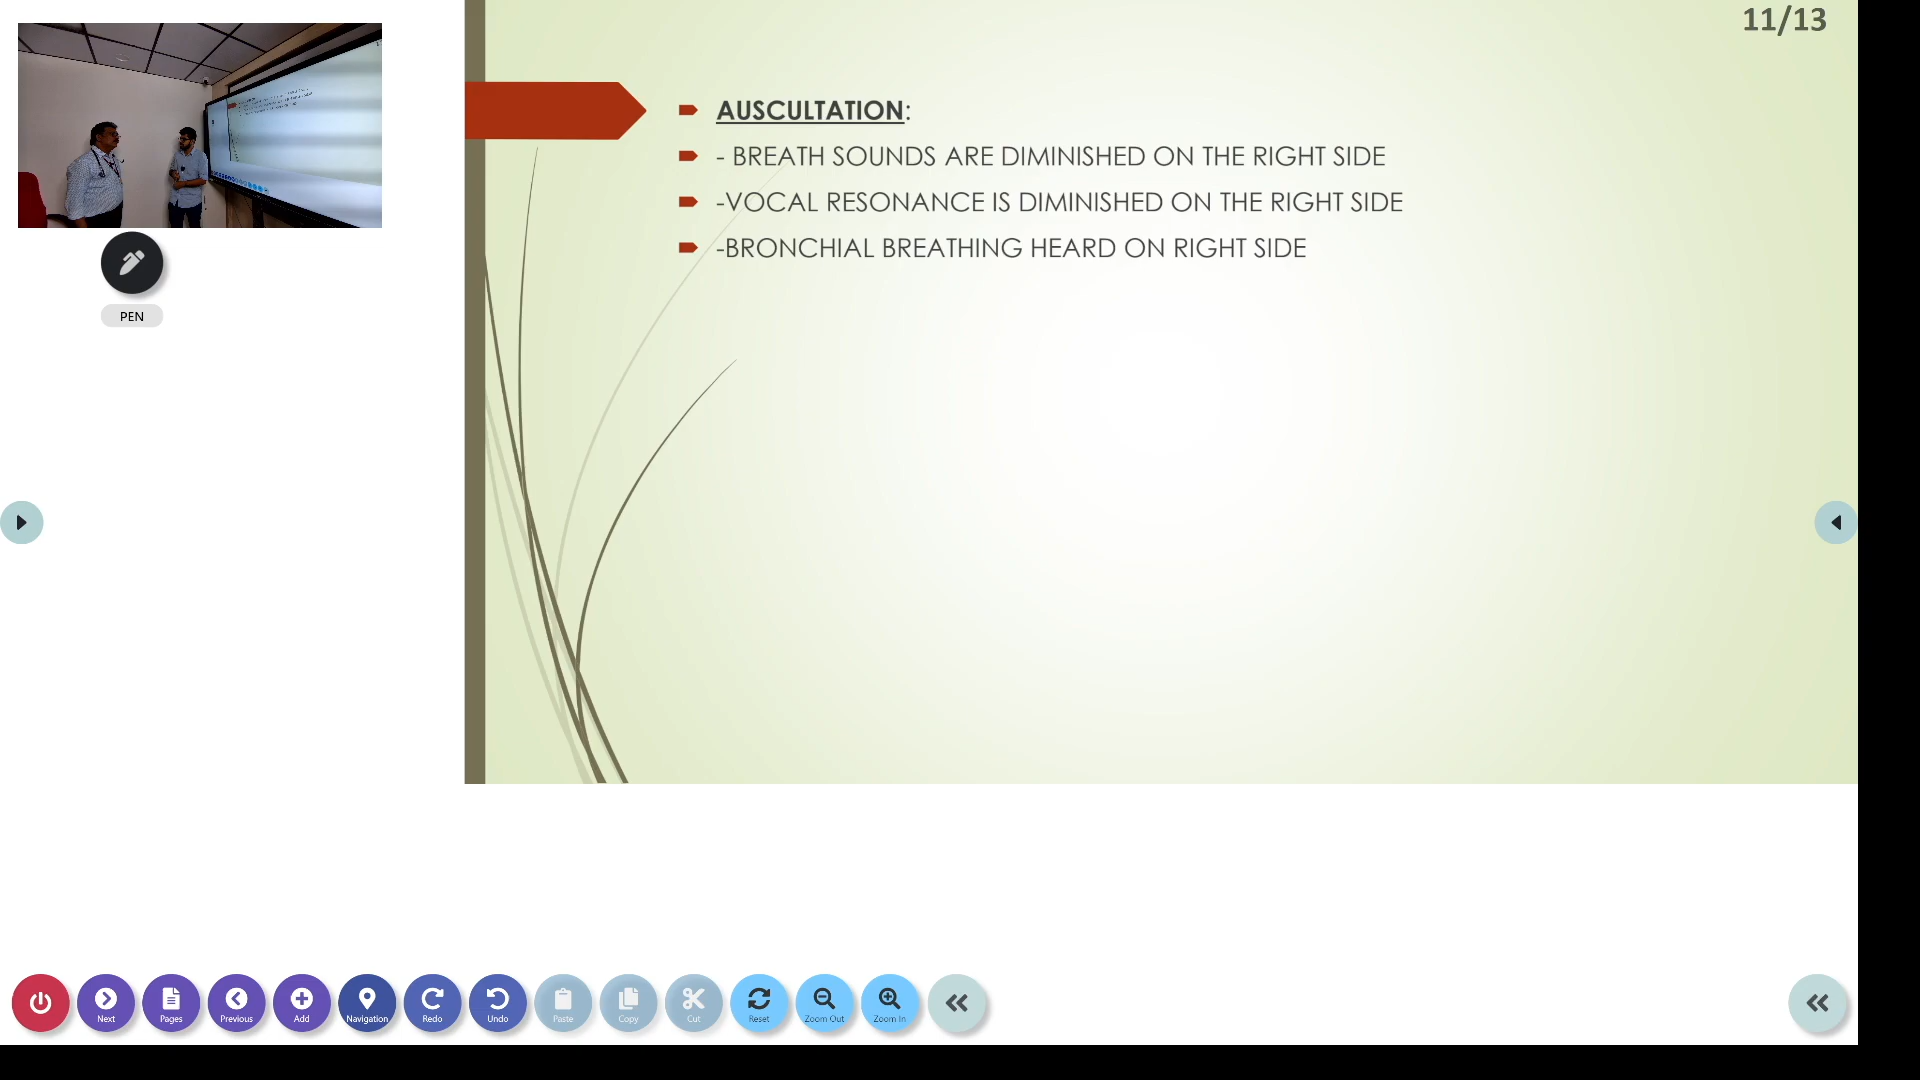 11/13
AUSCULTATION:
- BREATH SOUNDS ARE DIMINISHED ON THE RIGHT SIDE
-VOCAL RESONANCE IS DIMINISHED ON THE RIGHT SIDE
-BRONCHIAL BREATHING HEARD ON RIGHT SIDE
PEN
Next
Pages
Previous
Add
Navigation
Redo
Undo
Paste
Copy
Cut
Reset
Zoom Out
Zoom In